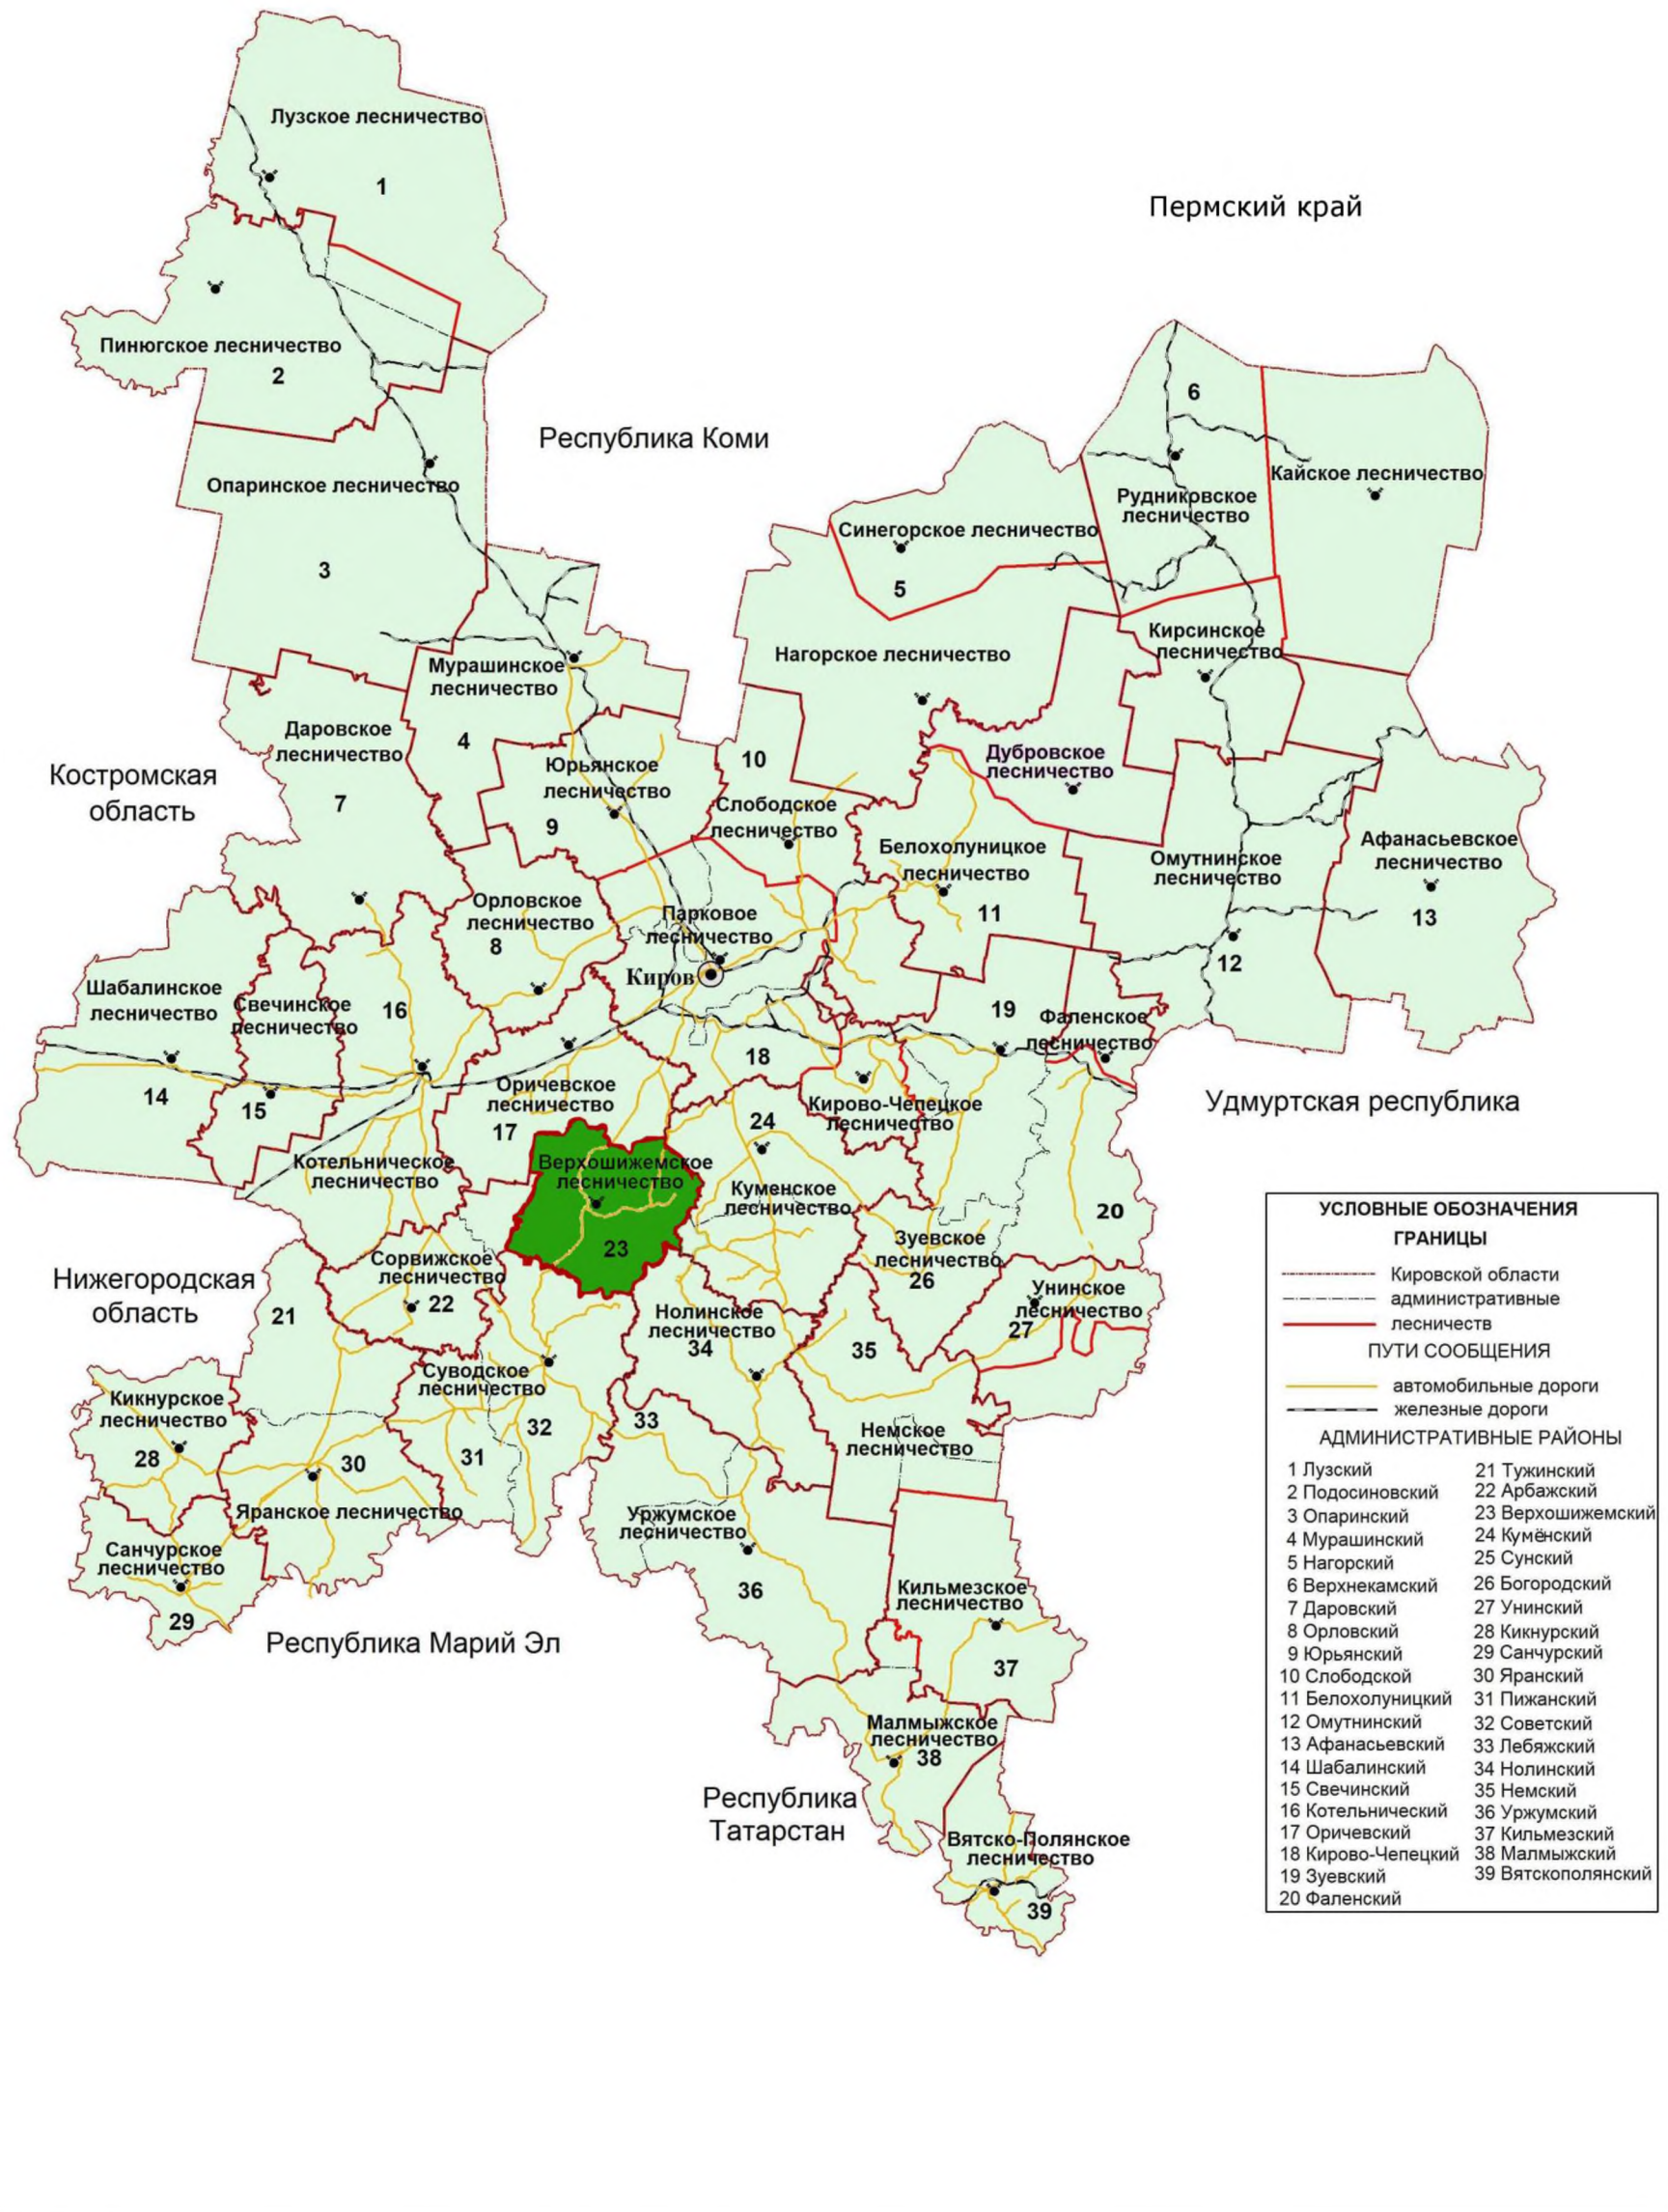 Лузское лесничество
1
Пермский край
Пинюгское лесничество
2
6
Республика Коми
Кайское лесничество
Опаринское лесничество
Рудниковское
лесничество
Синегорское лесничество
3
5
Кирсинское
лесничество
Нагорское лесничество
Мурашинское
лесничество
Даровское
лесничество
4
10
Дубровское
лесничество
Костромская
область
Юрьянское
лесничество
7
9
Слободское
лесничество
Белохолуницкое
лесничество
Омутнинское
лесничество
Афанасьевское
лесничество
Орловское
лесничество
8
Парковое
лесничество
11
13
Киров
12
Шабалинское
лесничество
Свечинское
лесничество
16
19
Фаленское
лесничество
18
14
15
Оричевское
лесничество
17
24
Кирово-Чепецкое
лесничество
Удмуртская республика
Котельническое
лесничество
Верхошижемское
лесничество
23
Куменское
лесничество
20
Зуевское
лесничество
26
Нижегородская
область
Сорвижское
лесничество
22
21
Унинское
лесничество
27
Нолинское
лесничество
34
35
Суводское
лесничество
Кикнурское
лесничество
28
30
31
32
33
Немское
лесничество
Яранское лесничество
Уржумское
лесничество
Санчурское
лесничество
29
36
Кильмезское
лесничество
37
Республика Марий Эл
Малмыжское
лесничество
38
Республика
Татарстан
Вятско-Полянское
лесничество
39
УСЛОВНЫЕ ОБОЗНАЧЕНИЯ
ГРАНИЦЫ
Кировской области
административные
лесничеств
ПУТИ СООБЩЕНИЯ
автомобильные дороги
железные дороги
АДМИНИСТРАТИВНЫЕ РАЙОНЫ
1 Лузский
2 Подосиновский
3 Опаринский
4 Мурашинский
5 Нагорский
6 Верхнекамский
7 Даровский
8 Орловский
9 Юрьянский
10 Слободской
11 Белохолуницкий
12 Омутнинский
13 Афанасьевский
14 Шабалинский
15 Свечинский
16 Котельнический
17 Оричевский
18 Кирово-Чепецкий
19 Зуевский
20 Фаленский
21 Тужинский
22 Арбажский
23 Верхошижемский
24 Кумёнский
25 Сунский
26 Богородский
27 Унинский
28 Кикнурский
29 Санчурский
30 Яранский
31 Пижанский
32 Советский
33 Лебяжский
34 Нолинский
35 Немский
36 Уржумский
37 Кильмезский
38 Малмыжский
39 Вятскополянский